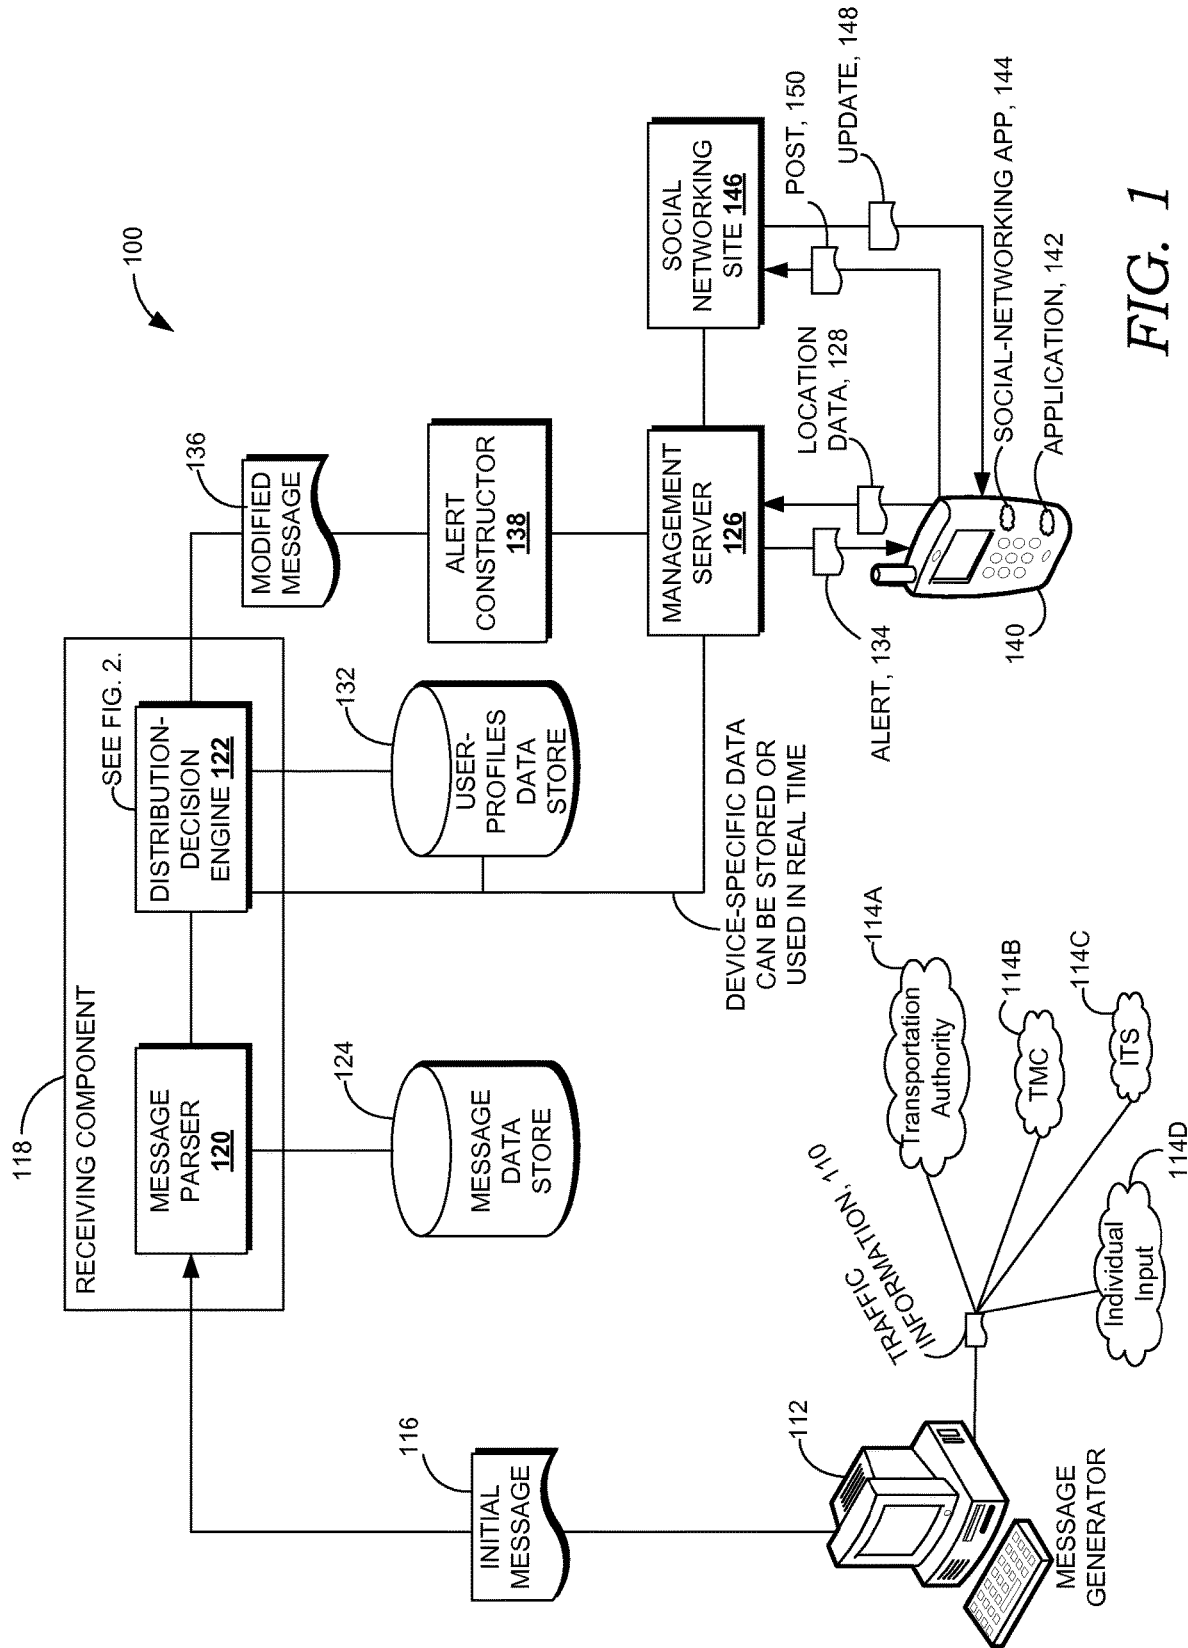 100
118
RECEIVING COMPONENT
SEE FIG. 2.
MESSAGE
PARSER
120
DISTRIBUTION-
DECISION
ENGINE 122
136
MODIFIED
MESSAGE
116
INITIAL
MESSAGE
124
MESSAGE
DATA
STORE
132
USER-
PROFILES
DATA
STORE
ALERT
CONSTRUCTOR
138
MANAGEMENT
SERVER
126
SOCIAL
NETWORKING
SITE 146
DEVICE-SPECIFIC DATA
CAN BE STORED OR
USED IN REAL TIME
112
MESSAGE
GENERATOR
TRAFFIC
INFORMATION, 110
114A
Transportation
Authority
114B
TMC
114C
ITS
114D
Individual
Input
ALERT, 134
LOCATION
DATA, 128
POST, 150
UPDATE, 148
140
SOCIAL-NETWORKING APP, 144
APPLICATION, 142
FIG. 1